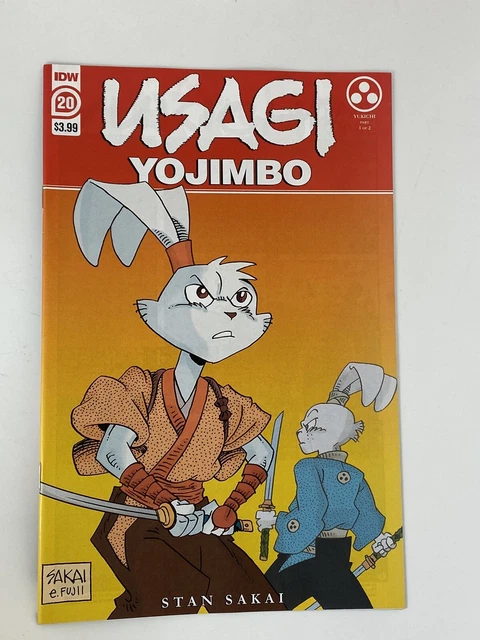 IDW
20
$3.99
USAGI
YOJIMBO
YUKICHI
PART
1 of 2
SAKAI
e. FUJII
STAN SAKAI